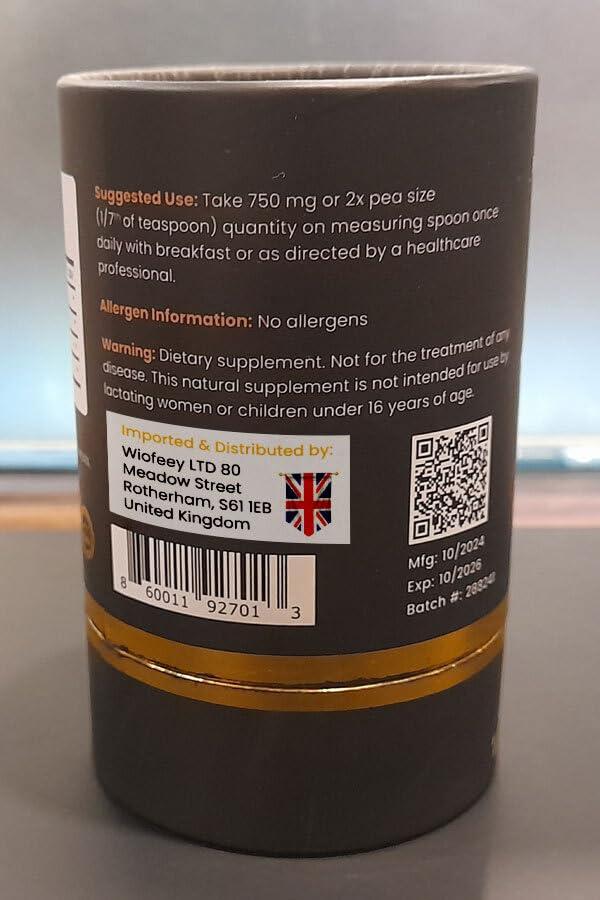 Suggested Use: Take 750 mg or 2x pea size
(1/7th of teaspoon) quantity on measuring spoon once
daily with breakfast or as directed by a healthcare
professional.
Allergen Information: No allergens
Warning: Dietary supplement. Not for the treatment of any
disease. This natural supplement is not intended for use by
lactating women or children under 16 years of age.
Imported & Distributed by:
Wiofeey LTD 80
Meadow Street
Rotherham, S61 1EB
United Kingdom
8 60011 92701 3
Mfg: 10/2024
Exp: 10/2026
Batch #: